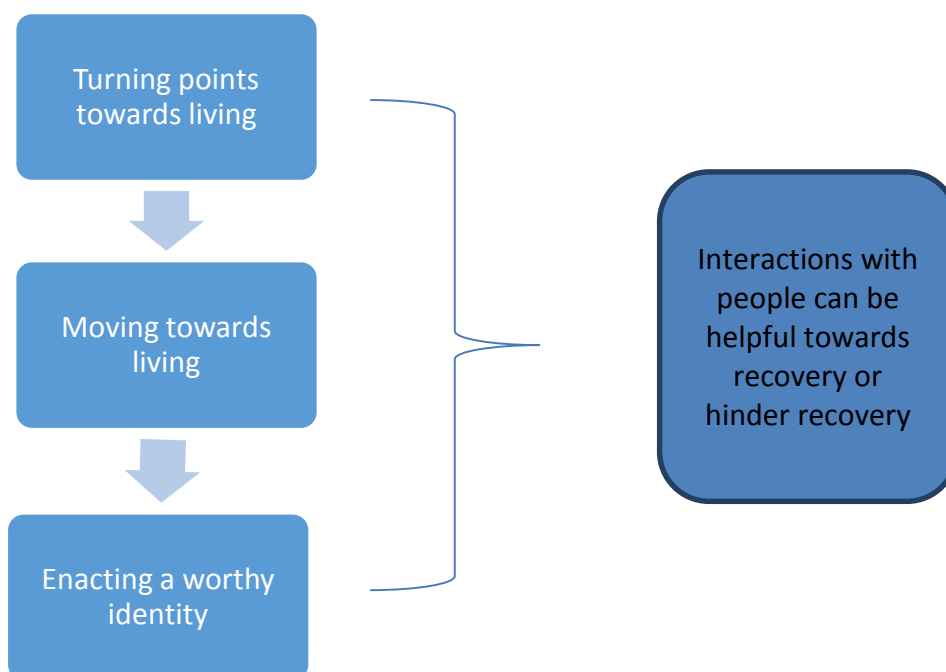 Turning points
towards living
Moving towards
living
Enacting a worthy
identity
Interactions with
people can be
helpful towards
recovery or
hinder recovery